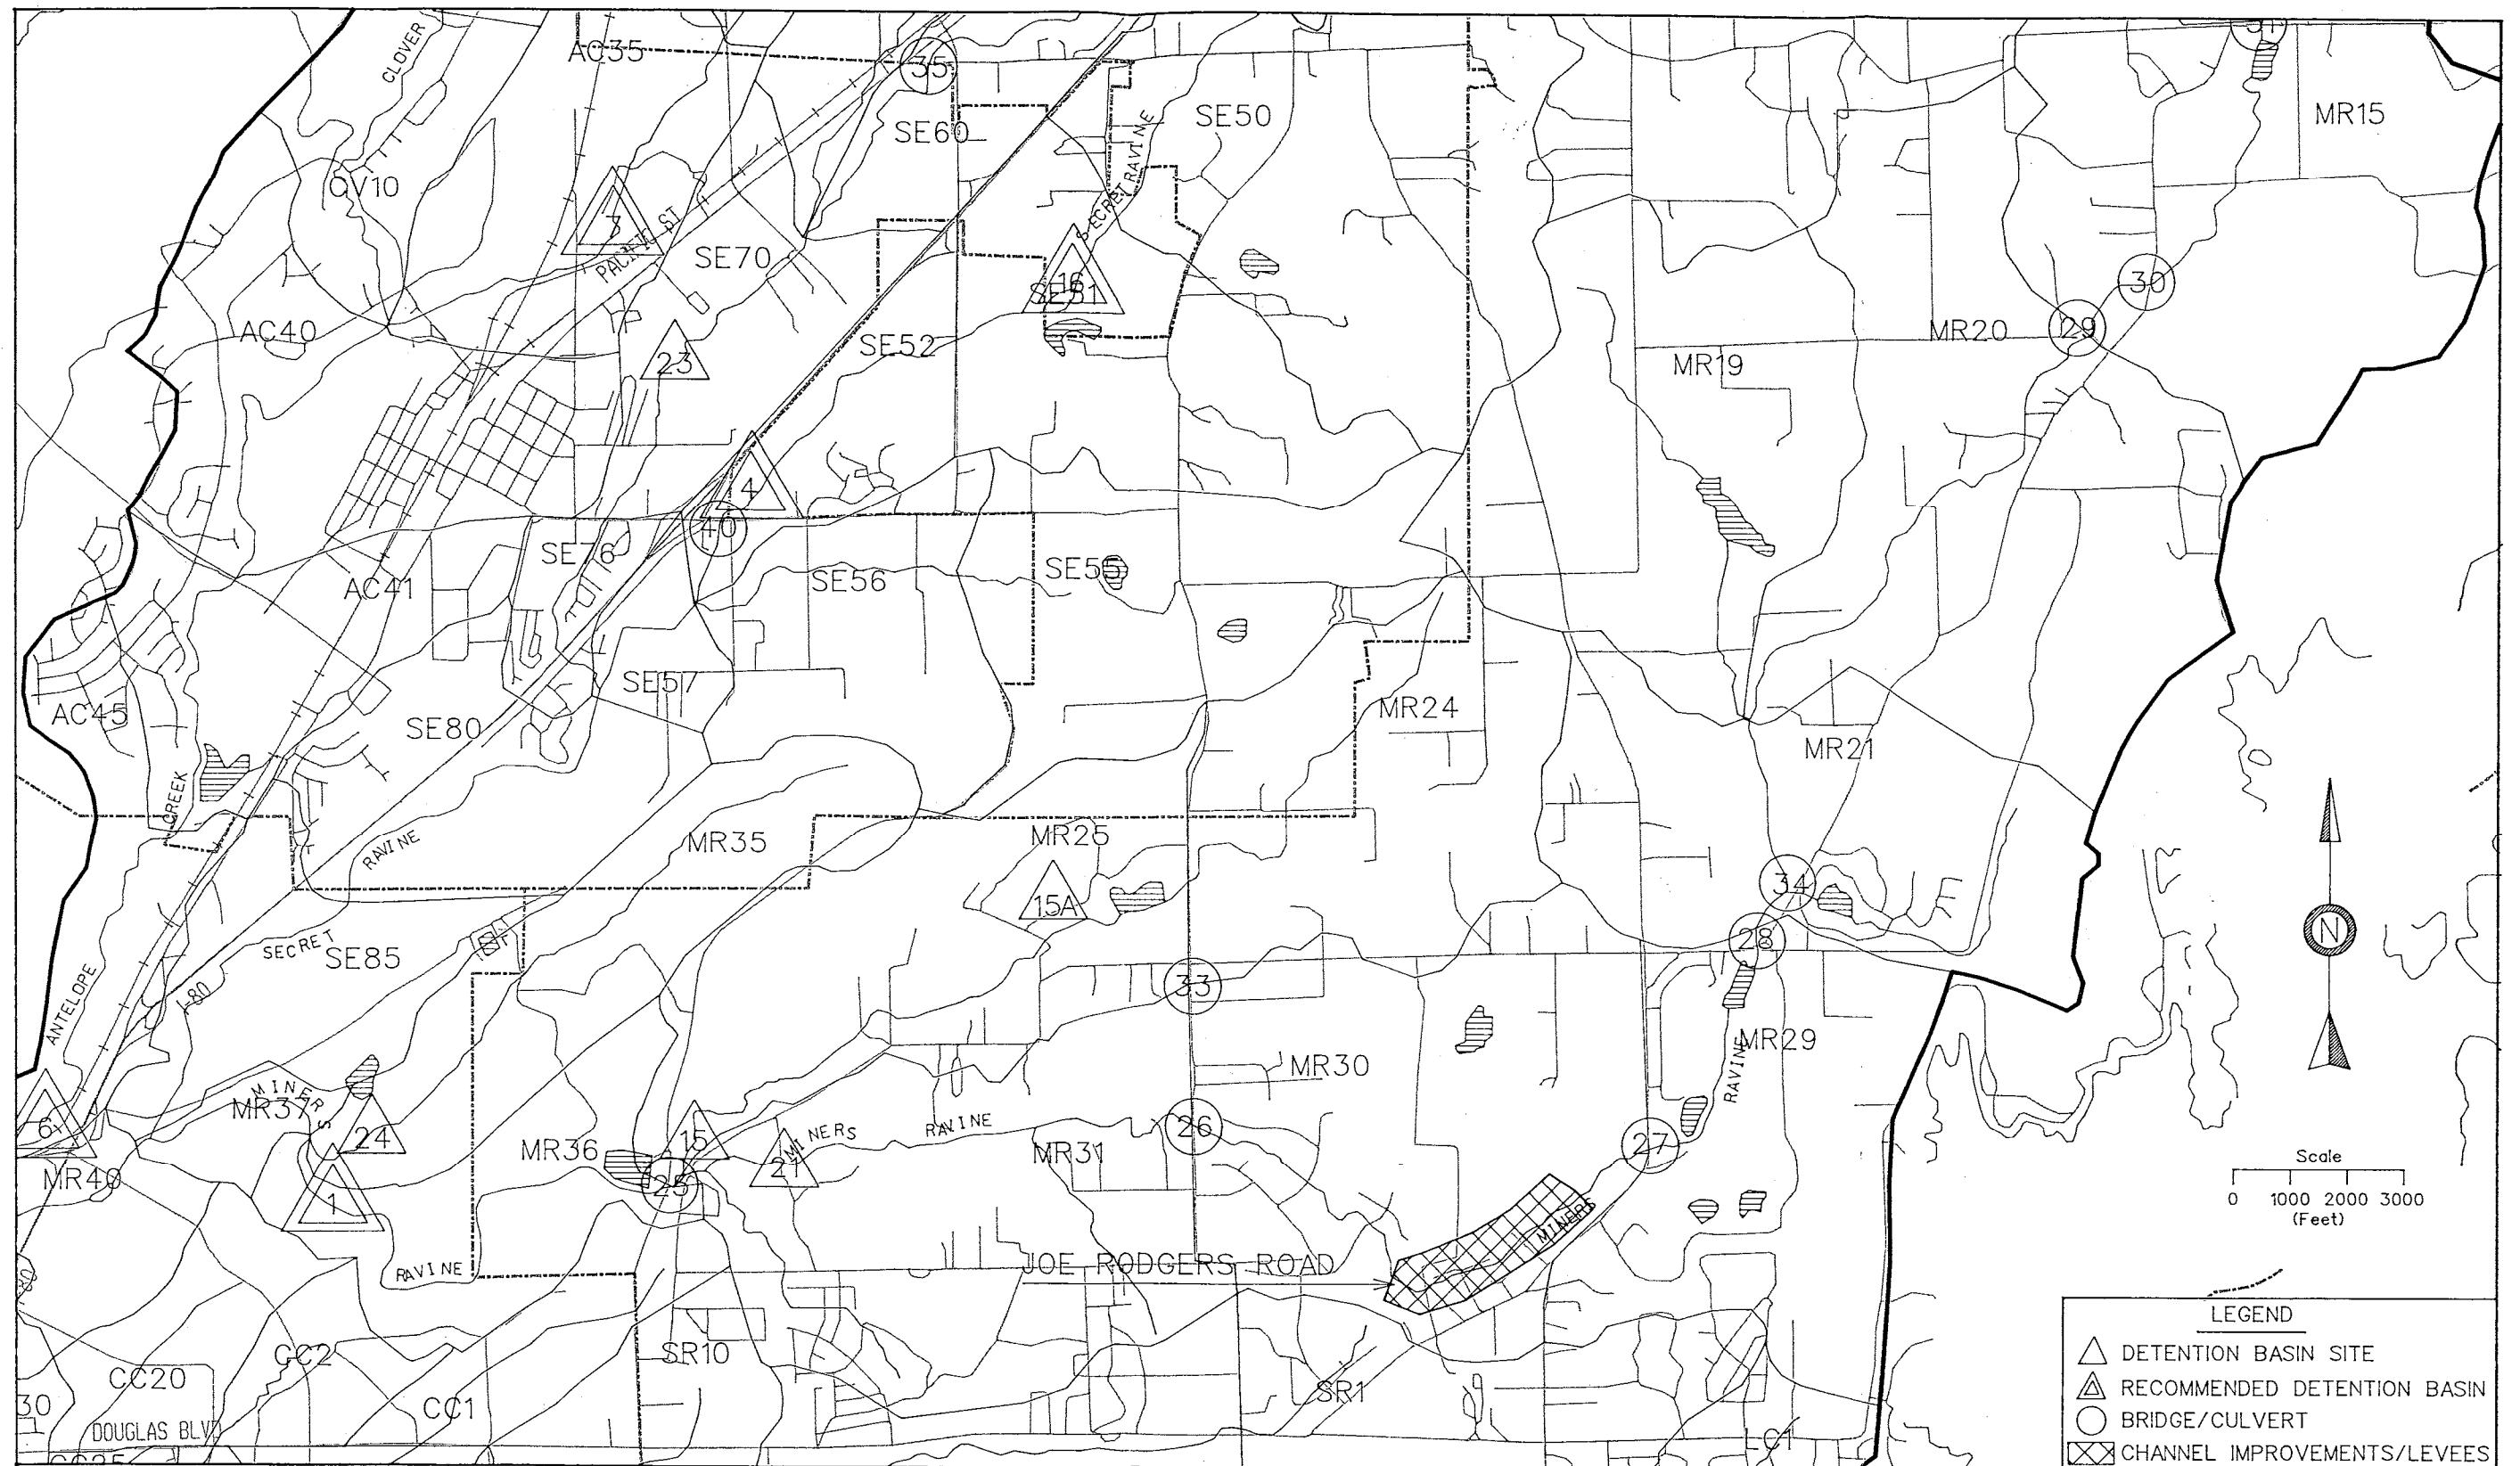 CLOVER
AC35
35
31
SE60
SE50
MR15
CV10
3
PACIFIC ST
SECRET RAVINE
SE70
16
SE51
30
AC40
SE52
29
MR20
23
MR19
4
40
SE76
SE56
SE55
AC41
SE57
AC45
SE80
MR24
MR21
CREEK
RAVINE
MR35
MR25
34
15A
28
N
SECRET
SE85
ANTELOPE
I-80
33
MR29
RAVINE
MR30
MINERS
MR37
6
24
MR36
15
21
MINERS
RAVINE
26
MR31
27
MR40
1
25
Scale
0 1000 2000 3000
(Feet)
MINERS
RAVINE
JOE RODGERS ROAD
CC20
CC2
CC1
SR10
SR1
30
DOUGLAS BLVD
LC1
LEGEND
DETENTION BASIN SITE
RECOMMENDED DETENTION BASIN
BRIDGE/CULVERT
CHANNEL IMPROVEMENTS/LEVEES